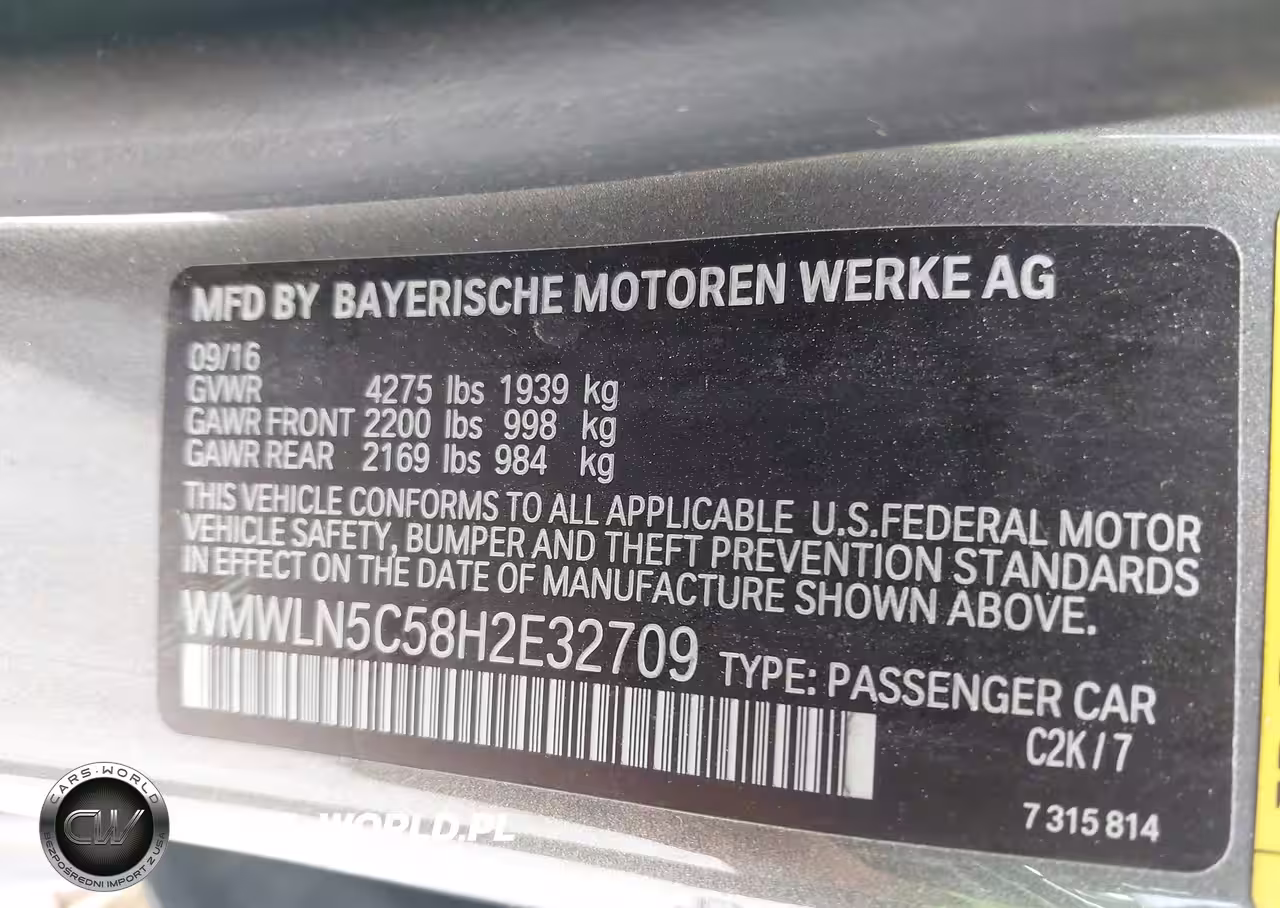 MFD BY BAYERISCHE MOTOREN WERKE AG
09/16
GVWR 4275 lbs 1939 kg
GAWR FRONT 2200 lbs 998 kg
GAWR REAR 2169 lbs 984 kg
THIS VEHICLE CONFORMS TO ALL APPLICABLE U.S.FEDERAL MOTOR
VEHICLE SAFETY, BUMPER AND THEFT PREVENTION STANDARDS
IN EFFECT ON THE DATE OF MANUFACTURE SHOWN ABOVE.
WMWLN5C58H2E32709 TYPE: PASSENGER CAR
C2K/7
7 315 814
CARS-WORLD
CW
BEZPOŚREDNI IMPORT Z USA
WORLD.PL